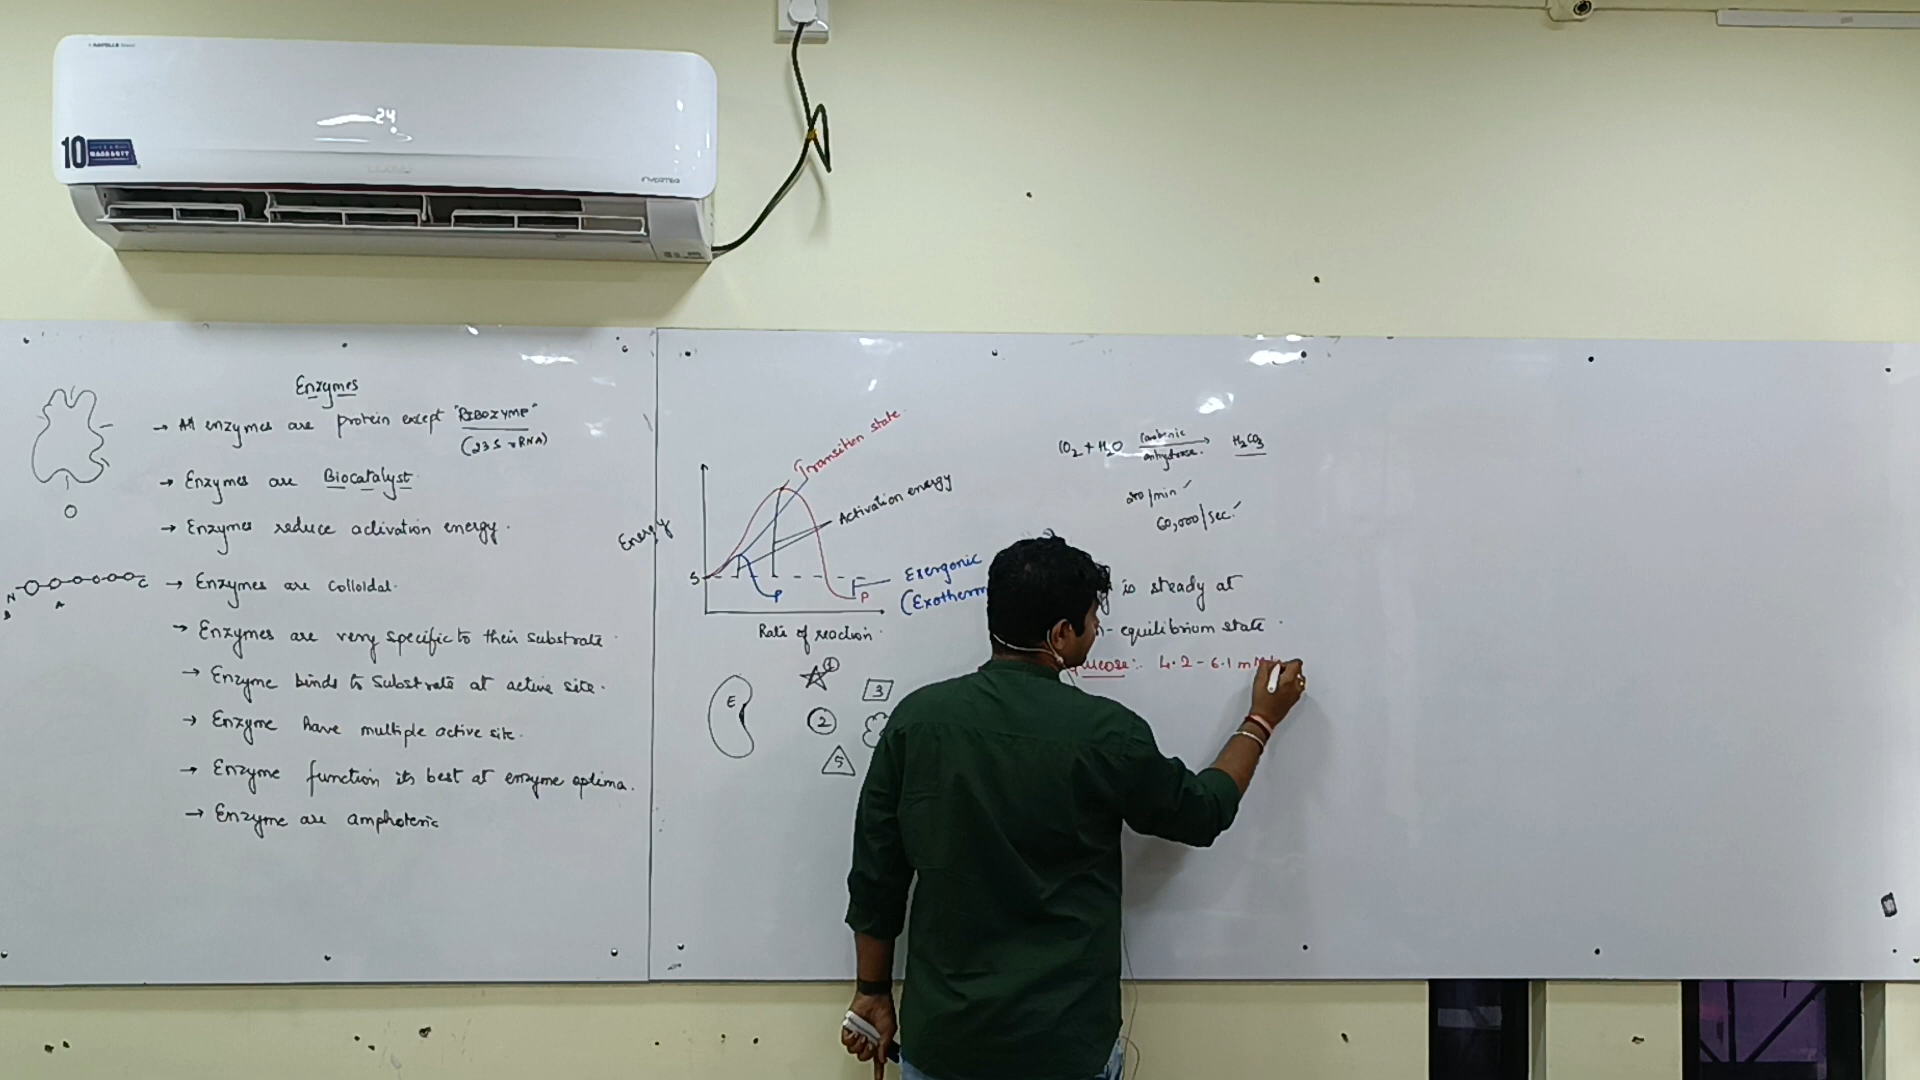 24
10
WARRANTY
INVERTER
Enzymes
→ All enzymes are protein except "RIBOZYME"
(23S rRNA)
→ Enzymes are Biocatalyst.
→ Enzymes reduce activation energy.
N C → Enzymes are colloidal.
A
→ Enzymes are very specific to their substrate.
→ Enzyme binds to substrate at active site.
→ Enzyme have multiple active site.
→ Enzyme function its best at enzyme optima.
→ Enzyme are amphoteric
Transition state
Activation energy
Energy
S
P
P
Exergonic
Rate of reaction.
E
1
3
2
5
CO2 + H2O carbonic anhydrase. → H2CO3
200/min ✓
60,000/sec. ✓
is steady at
equilibrium state.
4.2 - 6.1